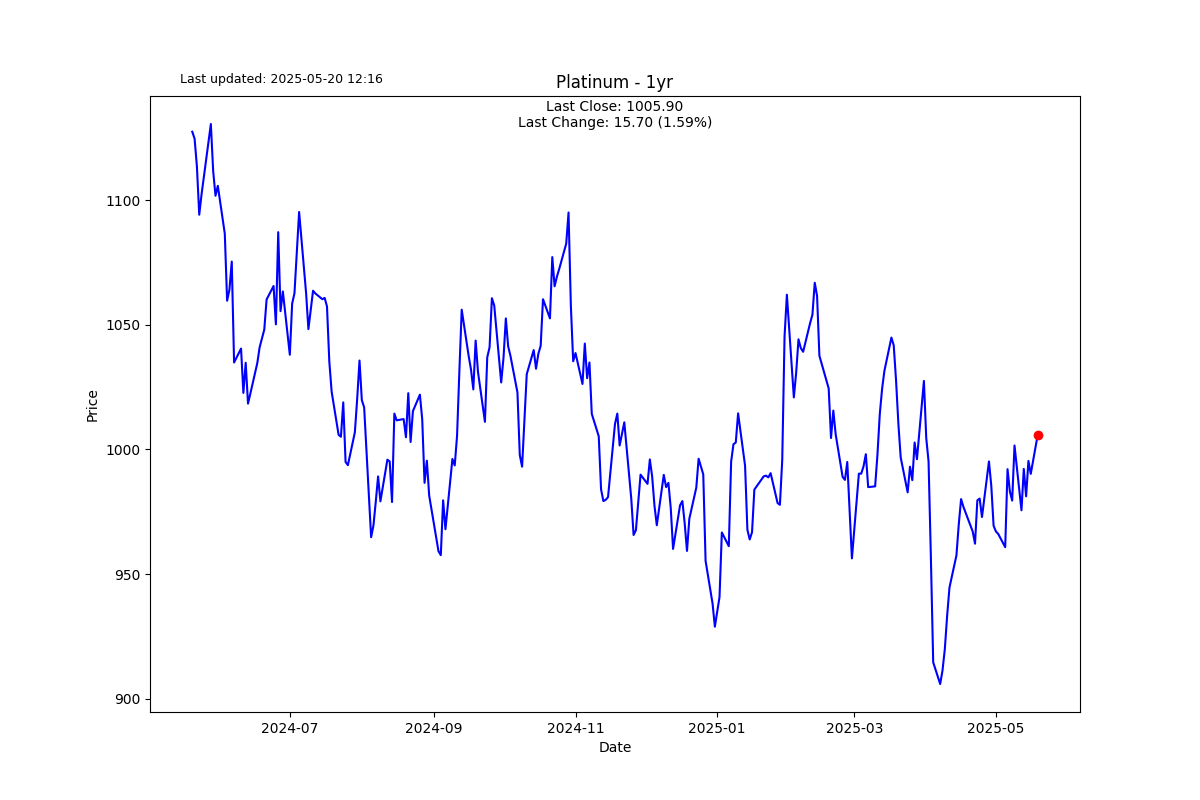 Last updated: 2025-05-20 12:16
Platinum - 1yr
Last Close: 1005.90
Last Change: 15.70 (1.59%)
Price
1100
1050
1000
950
900
2024-07
2024-09
2024-11
2025-01
2025-03
2025-05
Date